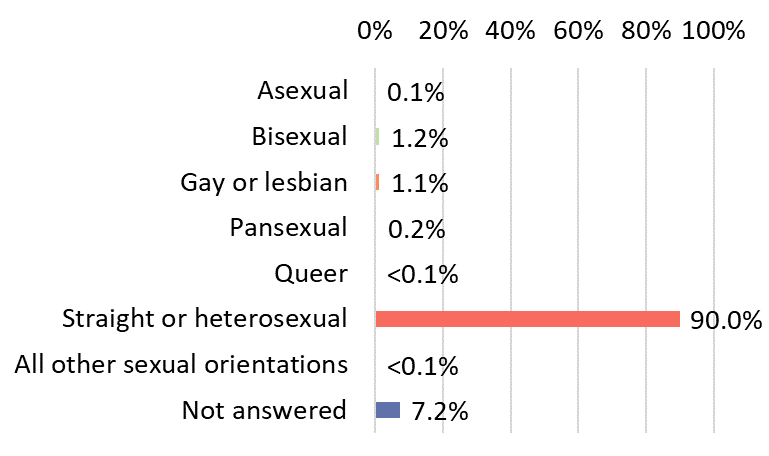 0% 20% 40% 60% 80% 100%
Asexual 0.1%
Bisexual 1.2%
Gay or lesbian 1.1%
Pansexual 0.2%
Queer <0.1%
Straight or heterosexual 90.0%
All other sexual orientations <0.1%
Not answered 7.2%